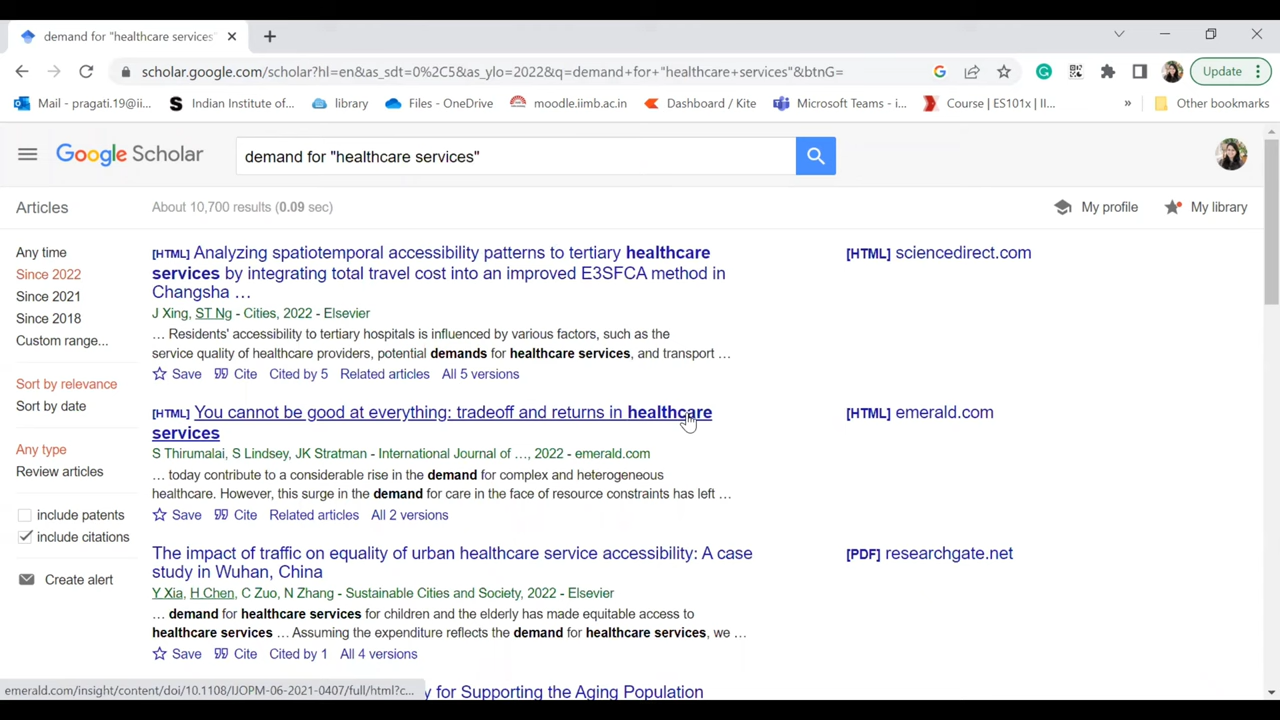 demand for "healthcare services"
scholar.google.com/scholar?hl=en&as_sdt=0%2C5&as_ylo=2022&q=demand+for+"healthcare+services"&btnG=
Update
Mail - pragati.19@ii...
Indian Institute of...
library
Files - OneDrive
moodle.iimb.ac.in
Dashboard / Kite
Microsoft Teams - i...
Course | ES101x | II...
»
Other bookmarks
Google Scholar
demand for "healthcare services"
Articles
About 10,700 results (0.09 sec)
My profile
My library
Any time
Since 2022
Since 2021
Since 2018
Custom range...
Sort by relevance
Sort by date
Any type
Review articles
include patents
include citations
Create alert
[HTML] Analyzing spatiotemporal accessibility patterns to tertiary healthcare
services by integrating total travel cost into an improved E3SFCA method in
Changsha …
J Xing, ST Ng - Cities, 2022 - Elsevier
… Residents' accessibility to tertiary hospitals is influenced by various factors, such as the
service quality of healthcare providers, potential demands for healthcare services, and transport …
Save Cite Cited by 5 Related articles All 5 versions
[HTML] sciencedirect.com
[HTML] You cannot be good at everything: tradeoff and returns in healthcare
services
S Thirumalai, S Lindsey, JK Stratman - International Journal of …, 2022 - emerald.com
… today contribute to a considerable rise in the demand for complex and heterogeneous
healthcare. However, this surge in the demand for care in the face of resource constraints has left …
Save Cite Related articles All 2 versions
[HTML] emerald.com
The impact of traffic on equality of urban healthcare service accessibility: A case
study in Wuhan, China
Y Xia, H Chen, C Zuo, N Zhang - Sustainable Cities and Society, 2022 - Elsevier
… demand for healthcare services for children and the elderly has made equitable access to
healthcare services … Assuming the expenditure reflects the demand for healthcare services, we …
Save Cite Cited by 1 All 4 versions
[PDF] researchgate.net
y for Supporting the Aging Population
emerald.com/insight/content/doi/10.1108/IJOPM-06-2021-0407/full/html?c...